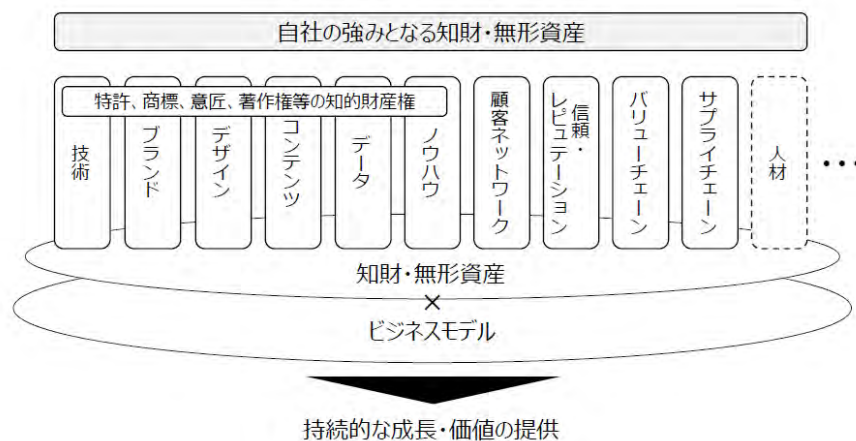 自社の強みとなる知財・無形資産
特許、商標、意匠、著作権等の知的財産権
技術
ブランド
デザイン
コンテンツ
データ
ノウハウ
顧客ネットワーク
信頼・
レピュテーション
バリューチェーン
サプライチェーン
人材
・・・
知財・無形資産
×
ビジネスモデル
持続的な成長・価値の提供